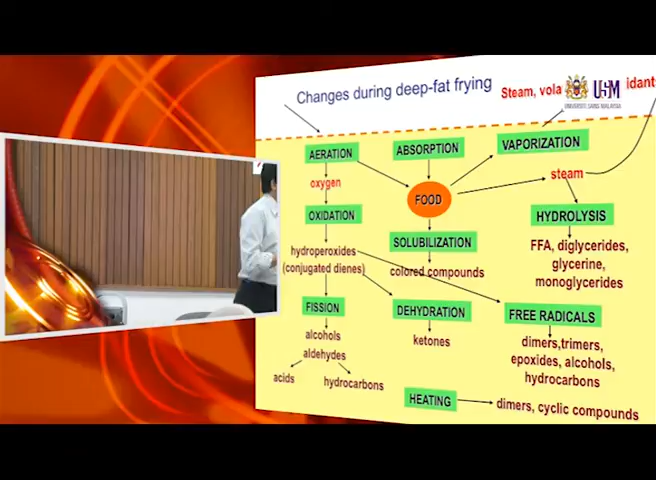 Changes during deep-fat frying
Steam, vola
idants
USM
UNIVERSITI SAINS MALAYSIA
AERATION
ABSORPTION
VAPORIZATION
oxygen
steam
FOOD
OXIDATION
HYDROLYSIS
SOLUBILIZATION
hydroperoxides
(conjugated dienes)
colored compounds
FFA, diglycerides,
glycerine,
monoglycerides
FISSION
DEHYDRATION
FREE RADICALS
alcohols
aldehydes
ketones
dimers,trimers,
epoxides, alcohols,
hydrocarbons
acids
hydrocarbons
HEATING
dimers, cyclic compounds